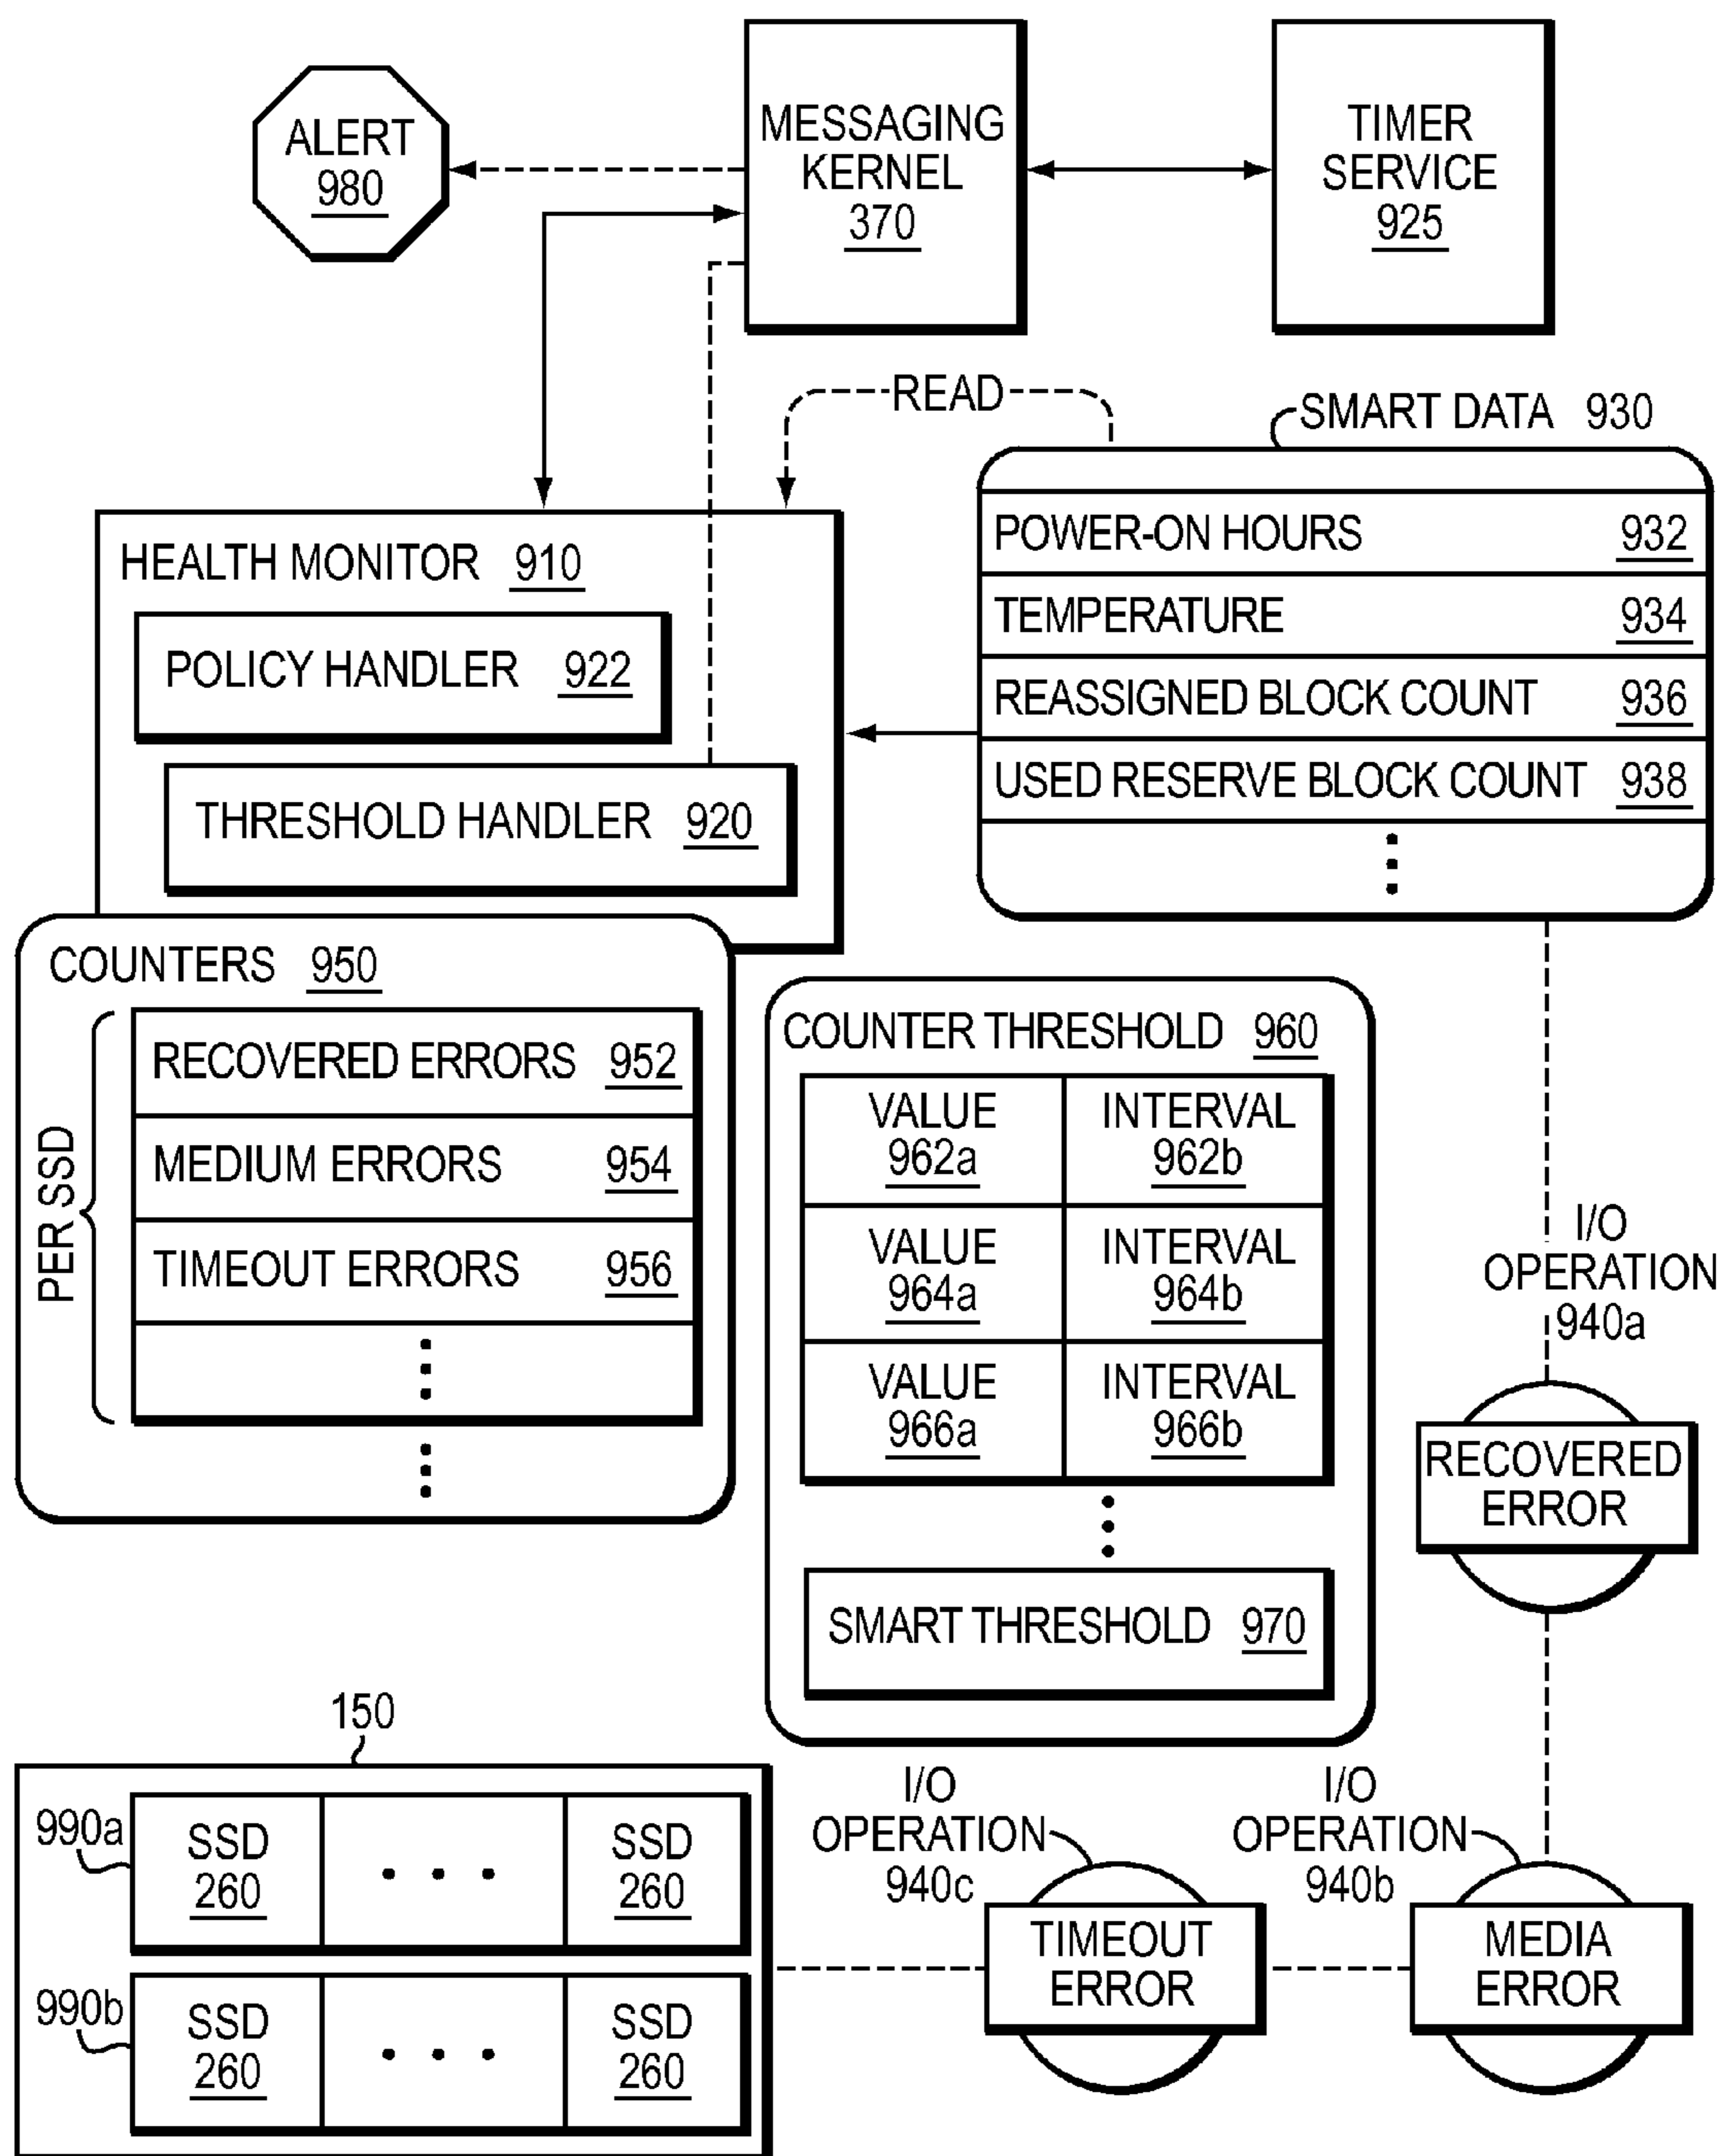 ALERT
980
MESSAGING
KERNEL
370
TIMER
SERVICE
925
READ
SMART DATA 930
POWER-ON HOURS 932
TEMPERATURE 934
REASSIGNED BLOCK COUNT 936
USED RESERVE BLOCK COUNT 938
HEALTH MONITOR 910
POLICY HANDLER 922
THRESHOLD HANDLER 920
COUNTERS 950
PER SSD
RECOVERED ERRORS 952
MEDIUM ERRORS 954
TIMEOUT ERRORS 956
COUNTER THRESHOLD 960
VALUE
962a
INTERVAL
962b
VALUE
964a
INTERVAL
964b
VALUE
966a
INTERVAL
966b
SMART THRESHOLD 970
I/O
OPERATION
940a
RECOVERED
ERROR
150
990a
SSD
260
SSD
260
990b
SSD
260
SSD
260
I/O
OPERATION
940c
TIMEOUT
ERROR
I/O
OPERATION
940b
MEDIA
ERROR